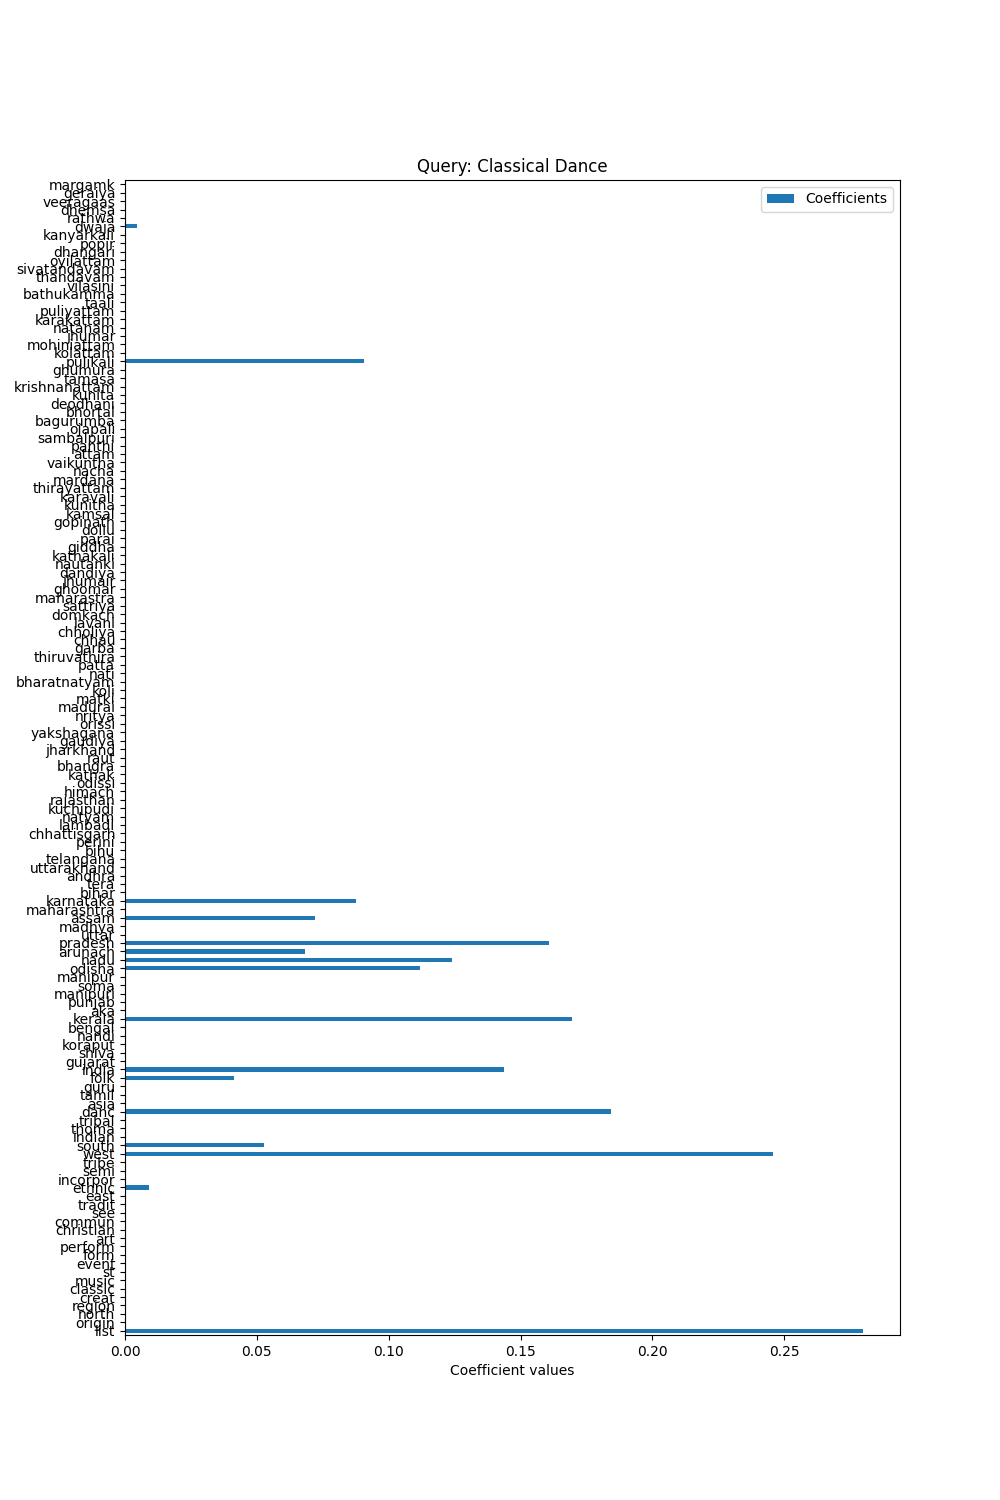 Query: Classical Dance
margamk
geraiya
veeragaas
dhemsa
rathwa
gwaja
kanyarkali
popir
dhangari
oyilattam
sivatandavam
thandavam
vilasini
bathukamma
taali
puliyattam
karakattam
natanam
jhumar
mohiniattam
kolattam
pulikali
ghumura
tamasa
krishnanattam
kunita
deodhani
bhortal
bagurumba
olapali
sambalpuri
panthi
attam
vaikuntha
nacha
mardana
thirayattam
karayali
kunitha
kamsal
gopinath
dollu
parai
giddha
kathakali
nautanki
dandiya
jhumair
ghoomar
maharastra
sattriya
domkach
lavani
chholiya
chhau
garba
thiruvathira
patta
nati
bharatnatyam
koli
matki
madurai
nritya
orissi
yakshagana
gaudiya
jharkhand
raut
bhangra
kathak
odissi
himach
rajasthan
kuchipudi
natyam
lambadi
chhattisgarh
perini
bihu
telangana
uttarakhand
andhra
tera
bihar
karnataka
maharashtra
assam
madhya
uttar
pradesh
arunach
nadu
odisha
manipur
soma
manipuri
punjab
aka
kerala
bengal
nandi
koraput
shiva
gujarat
india
folk
guru
tamil
asia
danc
tribal
thoma
indian
south
west
tribe
semi
incorpor
ethnic
east
tradit
see
commun
christian
art
perform
form
event
st
music
classic
creat
region
north
origin
list
Coefficients
0.00 0.05 0.10 0.15 0.20 0.25
Coefficient values